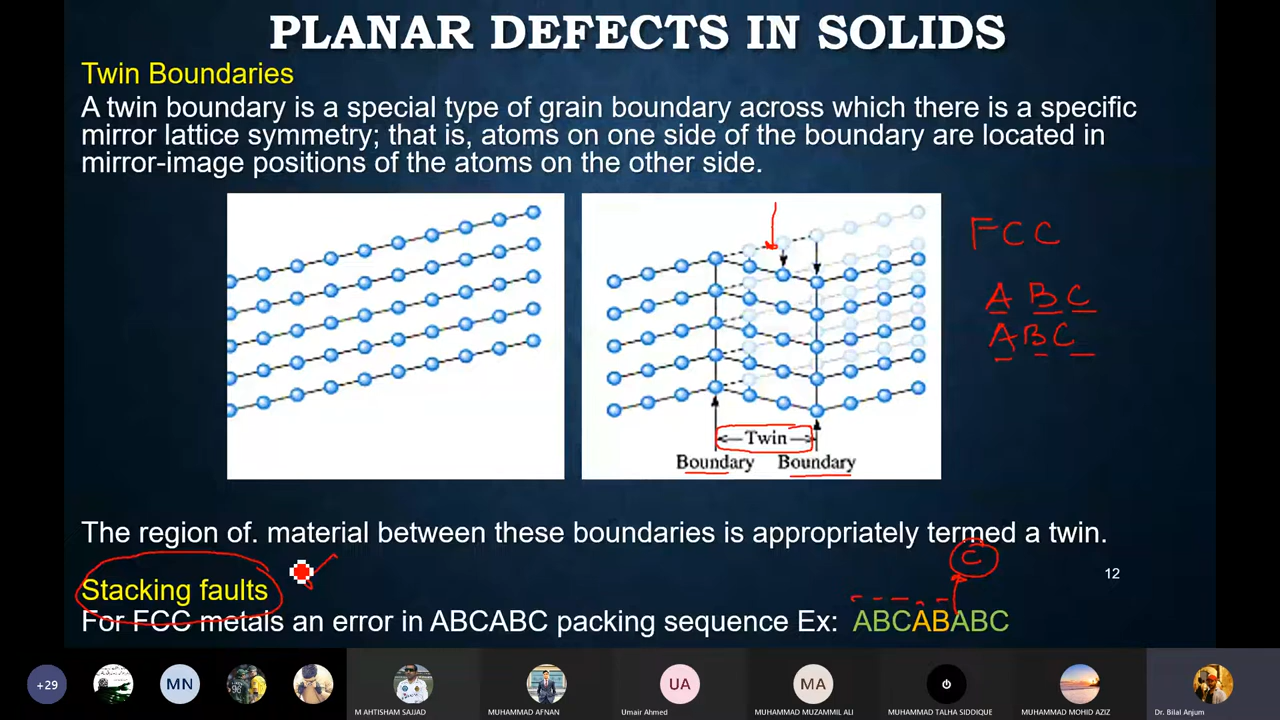 PLANAR DEFECTS IN SOLIDS
Twin Boundaries
A twin boundary is a special type of grain boundary across which there is a specific
mirror lattice symmetry; that is, atoms on one side of the boundary are located in
mirror-image positions of the atoms on the other side.
FCC
A B C
A B C
Twin
Boundary Boundary
The region of. material between these boundaries is appropriately termed a twin.
C
12
Stacking faults
For FCC metals an error in ABCABC packing sequence Ex: ABCABABC
+29
MN
98
UA
MA
M AHTISHAM SAJJAD
MUHAMMAD AFNAN
Umair Ahmed
MUHAMMAD MUZAMMIL ALI
MUHAMMAD TALHA SIDDIQUE
MUHAMMAD MOHID AZIZ
Dr. Bilal Anjum